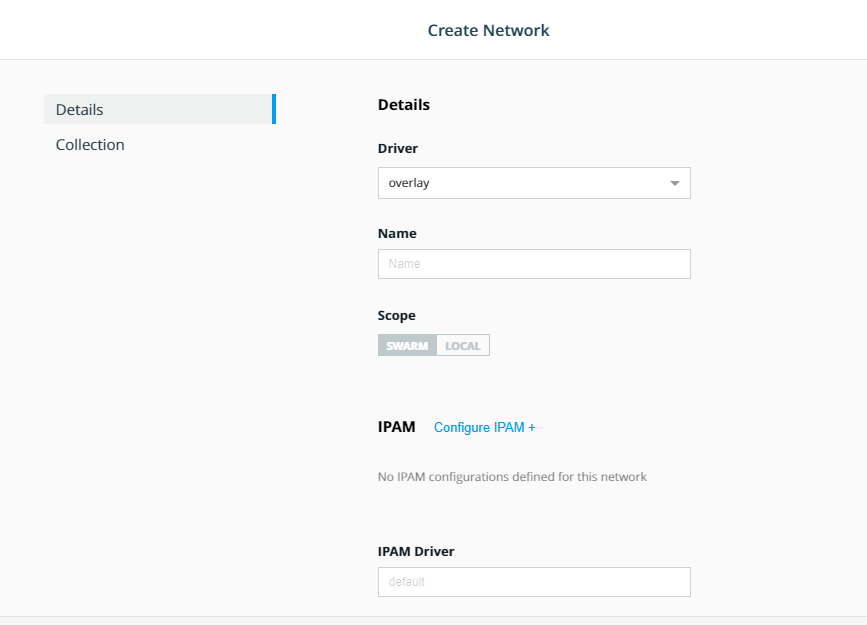 Create Network
Details
Collection
Details
Driver
overlay
Name
Name
Scope
SWARM LOCAL
IPAM Configure IPAM +
No IPAM configurations defined for this network
IPAM Driver
default